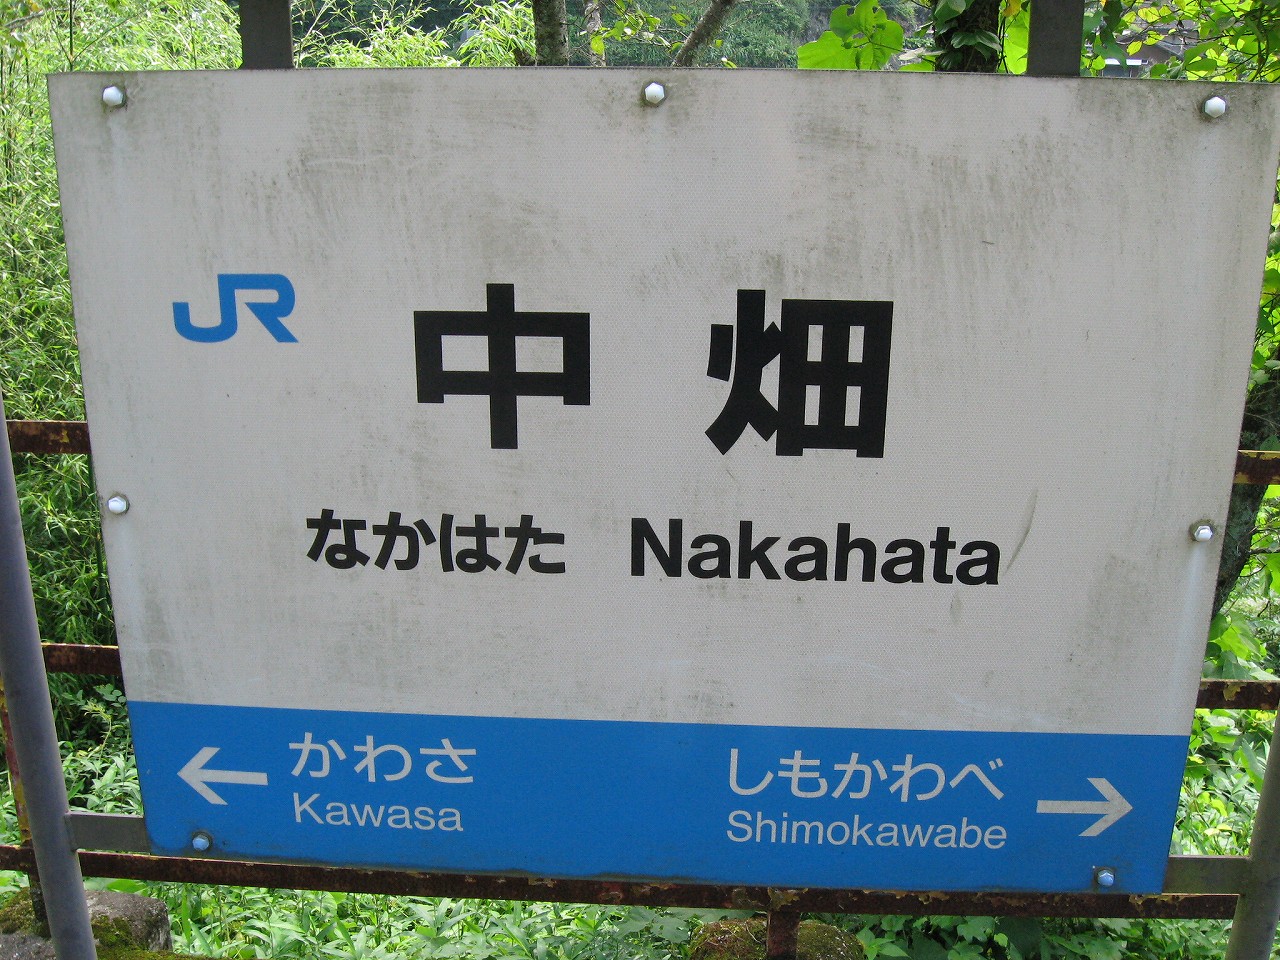 JR
中畑
なかはた Nakahata
← かわさ
Kawasa
しもかわべ →
Shimokawabe